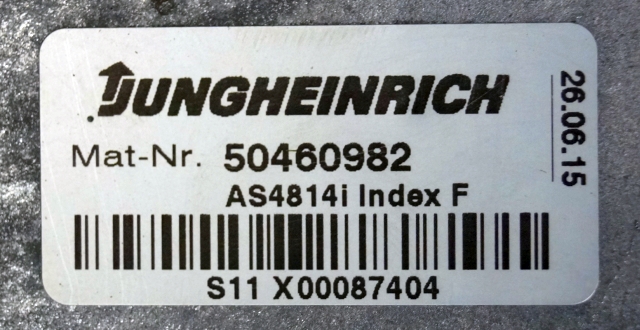 JUNGHEINRICH
Mat-Nr. 50460982
AS4814i Index F
S11 X00087404
26.06.15